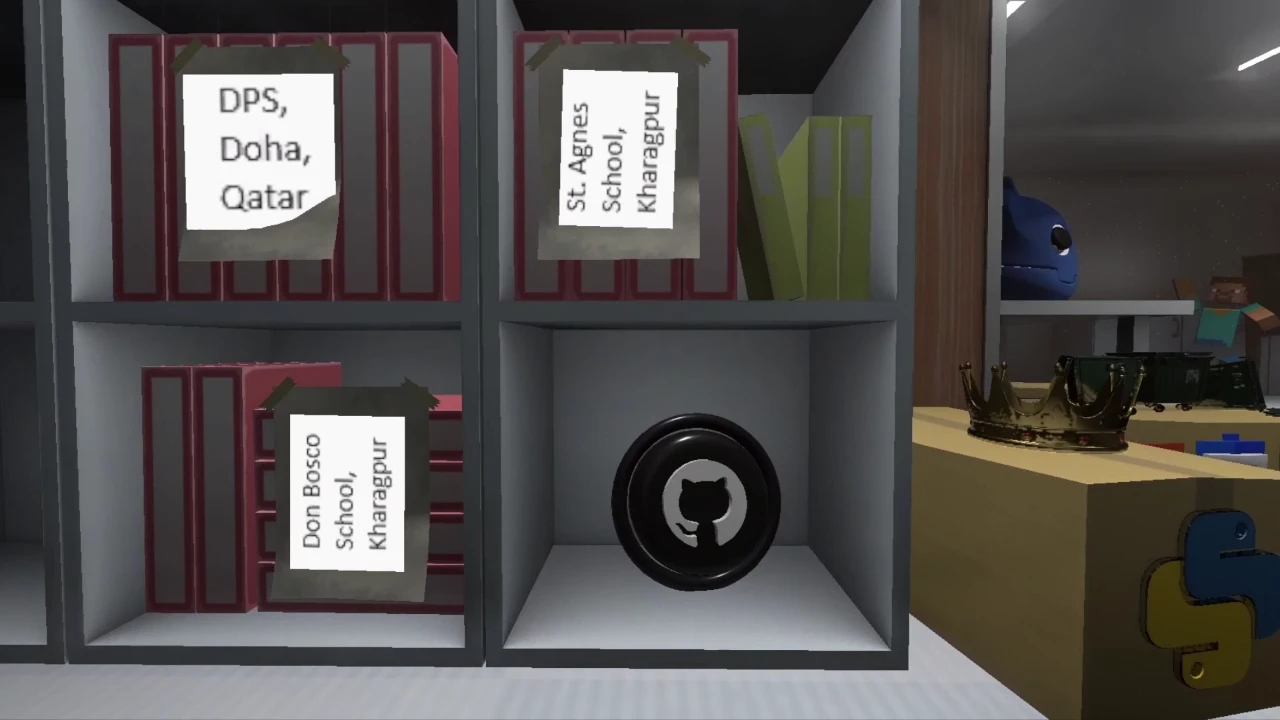 DPS,
Doha,
Qatar
St. Agnes
School,
Kharagpur
Don Bosco
School,
Kharagpur